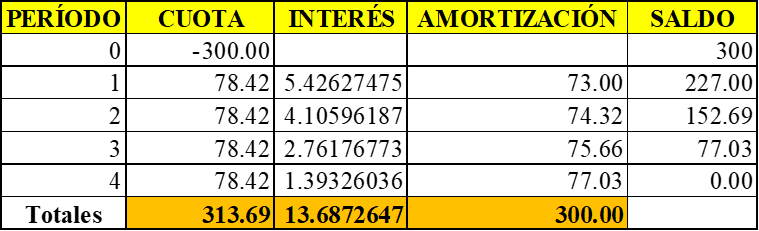 PERÍODO CUOTA INTERÉS AMORTIZACIÓN SALDO
0 -300.00 300
1 78.42 5.42627475 73.00 227.00
2 78.42 4.10596187 74.32 152.69
3 78.42 2.76176773 75.66 77.03
4 78.42 1.39326036 77.03 0.00
Totales 313.69 13.6872647 300.00